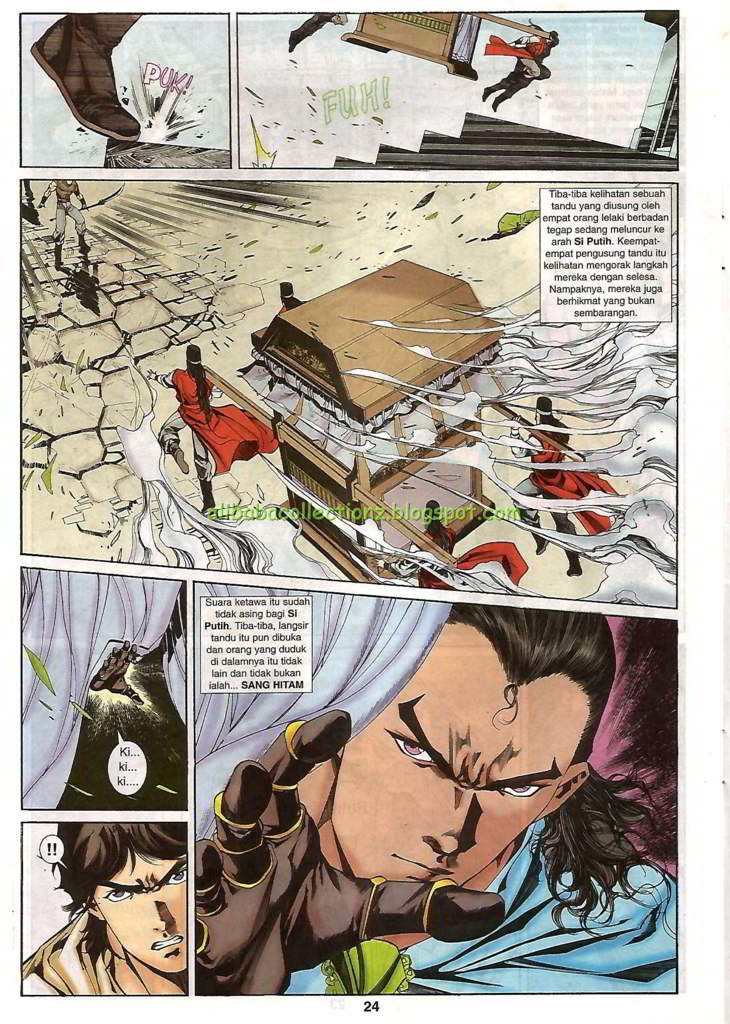 PUK!
FUH!
Tiba-tiba kelihatan sebuah
tandu yang diusung oleh
empat orang lelaki berbadan
tegap sedang meluncur ke
arah Si Putih. Keempat-
empat pengusung tandu itu
kelihatan mengorak langkah
mereka dengan selesa.
Nampaknya, mereka juga
berhikmat yang bukan
sembarangan.
alibabacollectionz.blogspot.com
Ki...
ki...
ki....
Suara ketawa itu sudah
tidak asing bagi Si
Putih. Tiba-tiba, langsir
tandu itu pun dibuka
dan orang yang duduk
di dalamnya itu tidak
lain dan tidak bukan
ialah... SANG HITAM
!!
24